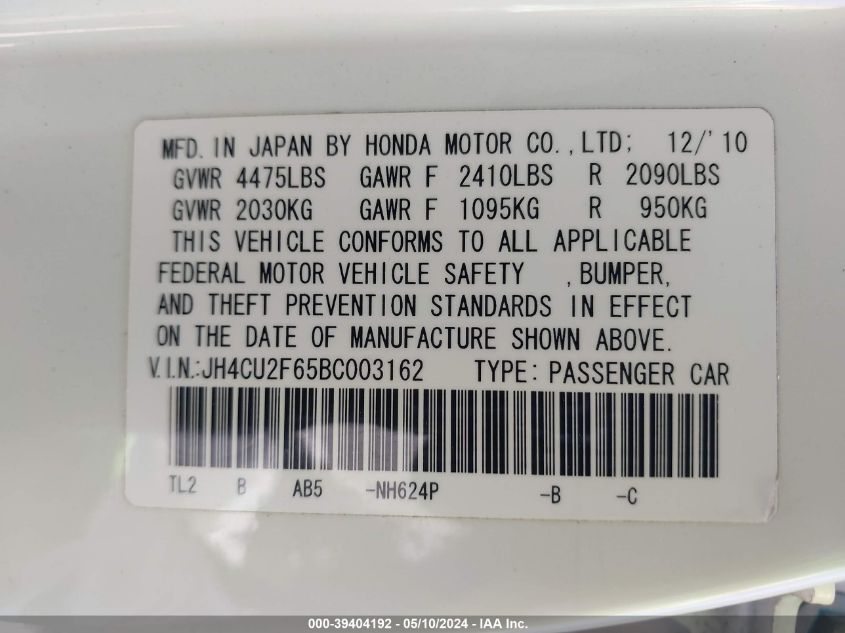 MFD. IN JAPAN BY HONDA MOTOR CO., LTD; 12/'10
GVWR 4475LBS GAWR F 2410LBS R 2090LBS
GVWR 2030KG GAWR F 1095KG R 950KG
THIS VEHICLE CONFORMS TO ALL APPLICABLE
FEDERAL MOTOR VEHICLE SAFETY , BUMPER,
AND THEFT PREVENTION STANDARDS IN EFFECT
ON THE DATE OF MANUFACTURE SHOWN ABOVE.
V.I.N.:JH4CU2F65BC003162 TYPE: PASSENGER CAR
TL2 B AB5 -NH624P -B -C
000-39404192 - 05/10/2024 - IAA Inc.